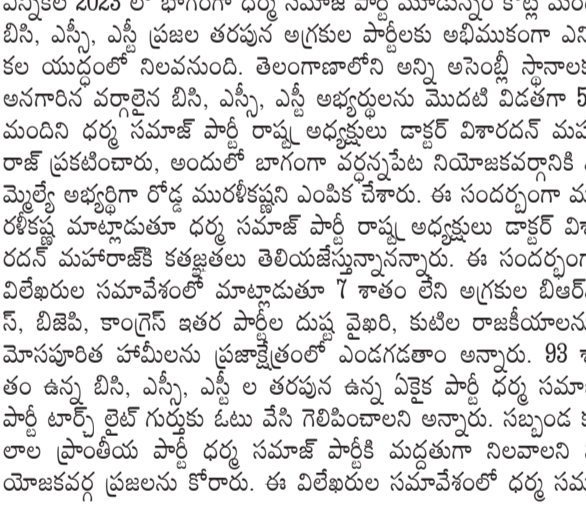 ఎన్నికల 2023 లో భాగంగా ధర్మ సమాజ్ పార్టీ మూడున్నర కోట్ల
బిసి, ఎస్సీ, ఎస్టీ ప్రజల తరపున అగ్రకుల పార్టీలకు అభిముకంగా ఎని
కల యుద్ధంలో నిలవనుంది. తెలంగాణాలోని అన్ని అసెంబ్లీ స్థానాలక
అనగారిన వర్గాలైన బిసి, ఎస్సీ, ఎస్టీ అభ్యర్థులను మొదటి విడతగా 5
మందిని ధర్మ సమాజ్ పార్టీ రాష్ట్ర అధ్యక్షులు డాక్టర్ విశారదన్ మహ
రాజ్ ప్రకటించారు, అందులో బాగంగా వర్ధన్నపేట నియోజకవర్గానికి
మ్మెల్యే అభ్యర్థిగా రోడ్డ మురళీకృష్ణని ఎంపిక చేశారు. ఈ సందర్బంగా మ
రళీకృష్ణ మాట్లాడుతూ ధర్మ సమాజ్ పార్టీ రాష్ట్ర అధ్యక్షులు డాక్టర్ విశ
రదన్ మహారాజ్‌కి కతజ్ఞతలు తెలియజేస్తున్నానన్నారు. ఈ సందర్బంగ
విలేఖరుల సమావేశంలో మాట్లాడుతూ 7 శాతం లేని అగ్రకుల బిఆర్
స్, బిజెపి, కాంగ్రెస్ ఇతర పార్టీల దుష్ట వైఖరి, కుటిల రాజకీయాలన
మోసపూరిత హామీలను ప్రజాక్షేత్రంలో ఎండగడతాం అన్నారు. 93 శ
తం ఉన్న బిసి, ఎస్సీ, ఎస్టీ ల తరపున ఉన్న ఏకైక పార్టీ ధర్మ సమా
పార్టీ టార్చ్ లైట్ గుర్తుకు ఓటు వేసి గెలిపించాలని అన్నారు. సబ్బండ క
లాల ప్రాంతీయ పార్టీ ధర్మ సమాజ్ పార్టీకి మద్దతుగా నిలవాలని
యోజకవర్గ ప్రజలను కోరారు. ఈ విలేఖరుల సమావేశంలో ధర్మ సమ